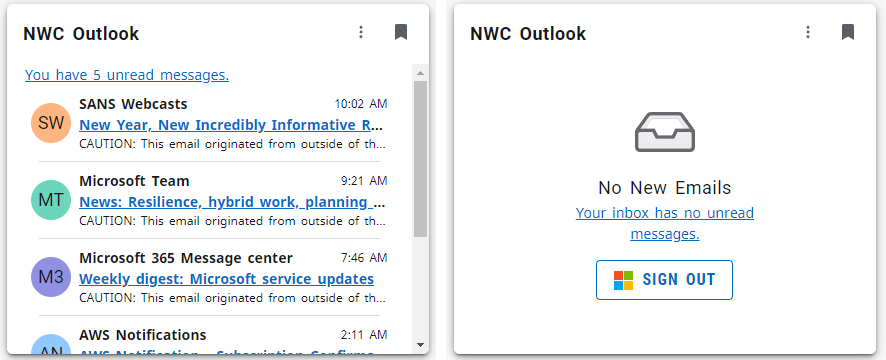 NWC Outlook
You have 5 unread messages.
SW
SANS Webcasts
10:02 AM
New Year, New Incredibly Informative R...
CAUTION: This email originated from outside of th...
MT
Microsoft Team
9:21 AM
News: Resilience, hybrid work, planning ...
CAUTION: This email originated from outside of th...
M3
Microsoft 365 Message center
7:46 AM
Weekly digest: Microsoft service updates
CAUTION: This email originated from outside of th...
AN
AWS Notifications
2:11 AM
AWS Notification - Subscription Confirma...
NWC Outlook
No New Emails
Your inbox has no unread
messages.
SIGN OUT